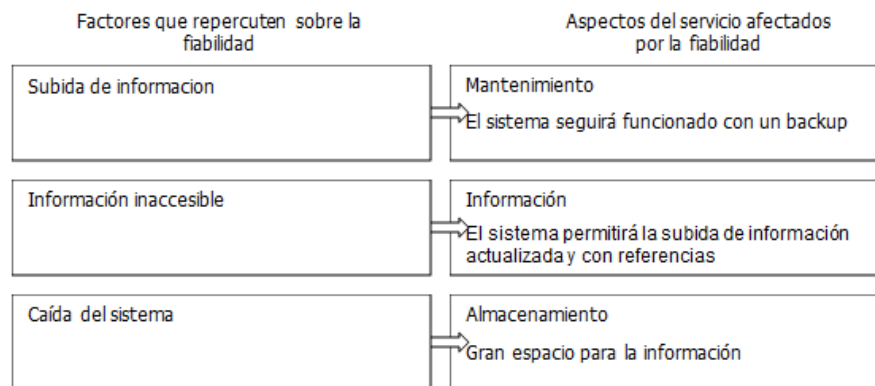 Factores que repercuten sobre la
fiabilidad
Aspectos del servicio afectados
por la fiabilidad
Subida de informacion
Mantenimiento
El sistema seguirá funcionado con un backup
Información inaccesible
Información
El sistema permitirá la subida de información
actualizada y con referencias
Caída del sistema
Almacenamiento
Gran espacio para la información